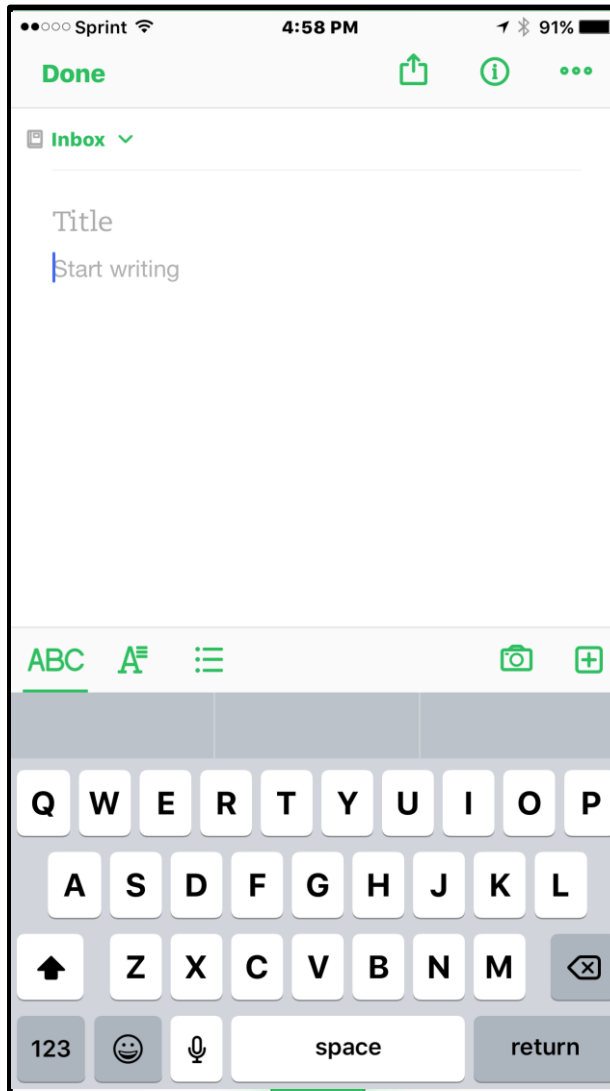 Sprint 4:58 PM 91%
Done
Inbox
Title
Start writing
ABC A
Q W E R T Y U I O P
A S D F G H J K L
Z X C V B N M
123 space return